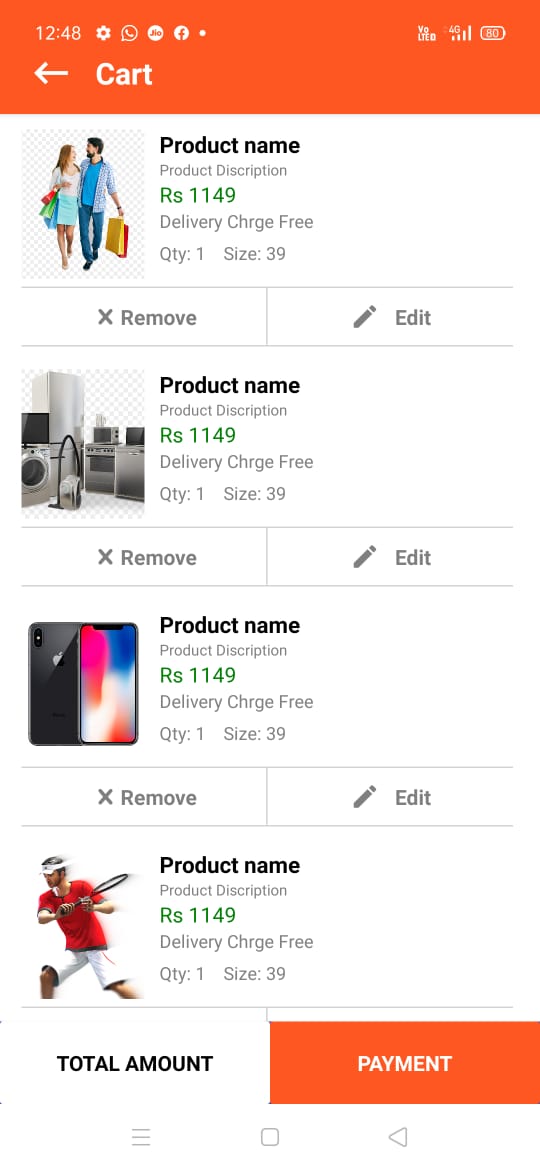 12:48
Jio
Vo LTED 4G 80
Cart
Product name
Product Discription
Rs 1149
Delivery Chrge Free
Qty: 1 Size: 39
Remove Edit
Product name
Product Discription
Rs 1149
Delivery Chrge Free
Qty: 1 Size: 39
Remove Edit
Product name
Product Discription
Rs 1149
Delivery Chrge Free
Qty: 1 Size: 39
Remove Edit
Product name
Product Discription
Rs 1149
Delivery Chrge Free
Qty: 1 Size: 39
TOTAL AMOUNT PAYMENT